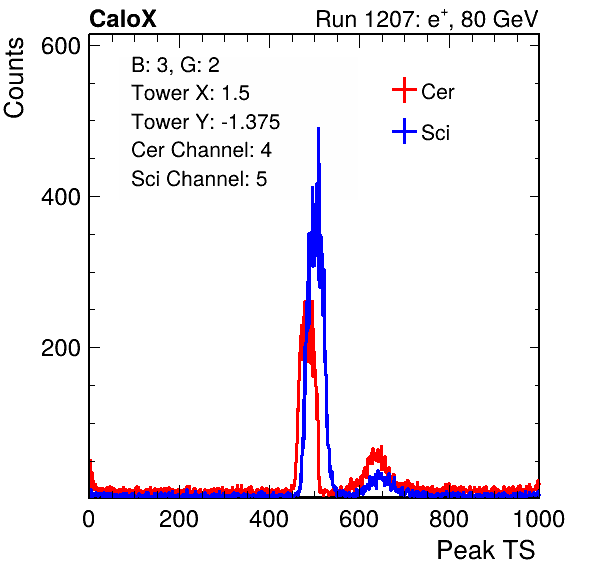 CaloX
Run 1207: e+, 80 GeV
Counts
600
400
200
B: 3, G: 2
Tower X: 1.5
Tower Y: -1.375
Cer Channel: 4
Sci Channel: 5
Cer
Sci
0 200 400 600 800 1000
Peak TS